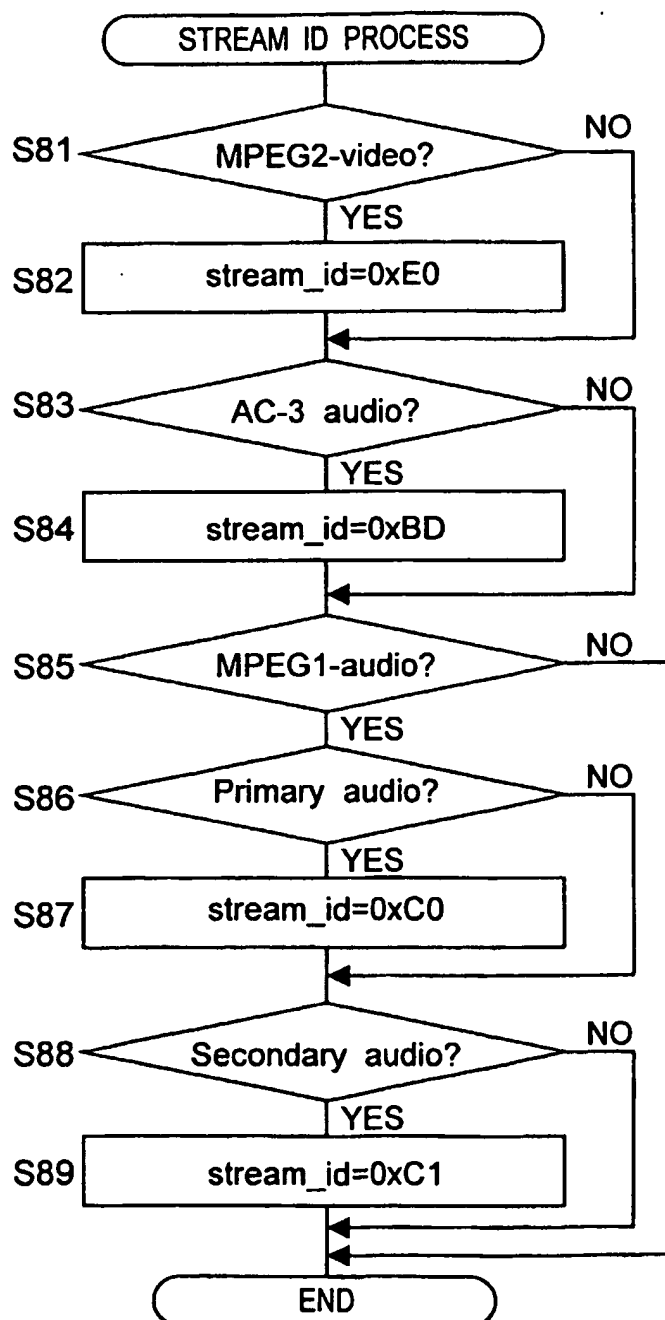 STREAM ID PROCESS
S81
MPEG2-video?
NO
YES
S82
stream_id=0xE0
S83
AC-3 audio?
NO
YES
S84
stream_id=0xBD
S85
MPEG1-audio?
NO
YES
S86
Primary audio?
NO
YES
S87
stream_id=0xC0
S88
Secondary audio?
NO
YES
S89
stream_id=0xC1
END